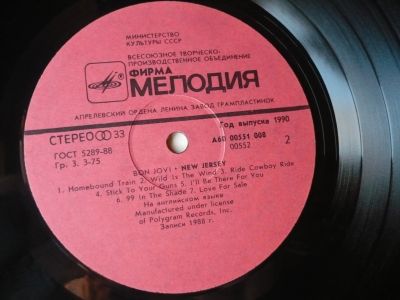 МИНИСТЕРСТВО
КУЛЬТУРЫ СССР
ВСЕСОЮЗНОЕ ТВОРЧЕСКО-
ПРОИЗВОДСТВЕННОЕ ОБЪЕДИНЕНИЕ
ФИРМА
МЕЛОДИЯ
АПРЕЛЕВСКИЙ ОРДЕНА ЛЕНИНА ЗАВОД ГРАМПЛАСТИНОК
СТЕРЕО 33
Год выпуска 1990
ГОСТ 5289-88
А60 00551 008
Гр. 3. 3-75
00552
2
BON JOVI • NEW JERSEY
1. Homebound Train 2. Wild Is The Wind 3. Ride Cowboy Ride
4. Stick To Your Guns 5. I'll Be There For You
6. 99 In The Shade 7. Love For Sale
На английском языке
Manufactured under license
of Polygram Records, Inc.
Записи 1988 г.